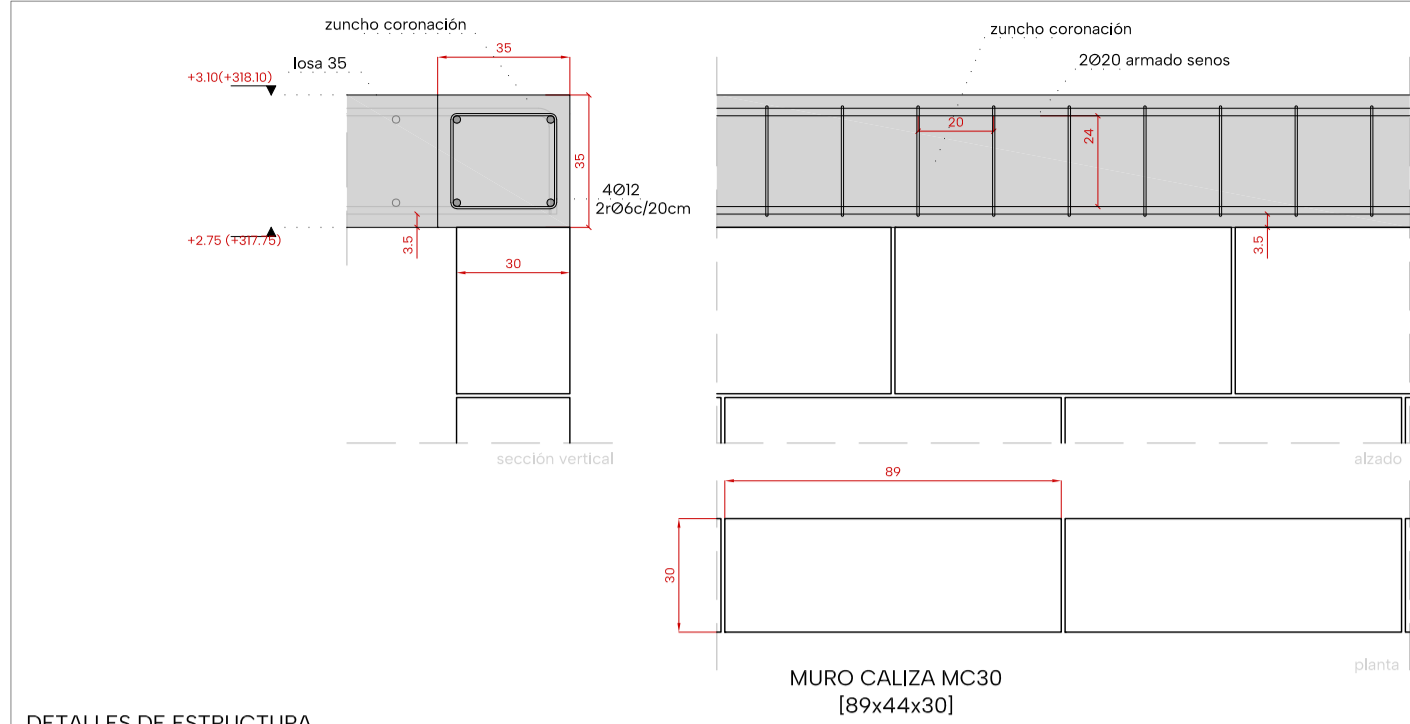 zuncho coronación
35
losa 35
+3.10(+318.10)
35
4Ø12
2rØ6c/20cm
+2.75 (+317.75)
3.5
30
sección vertical
zuncho coronación
2Ø20 armado senos
20
24
3.5
alzado
89
30
planta
MURO CALIZA MC30
[89x44x30]
DETALLES DE ESTRUCTURA